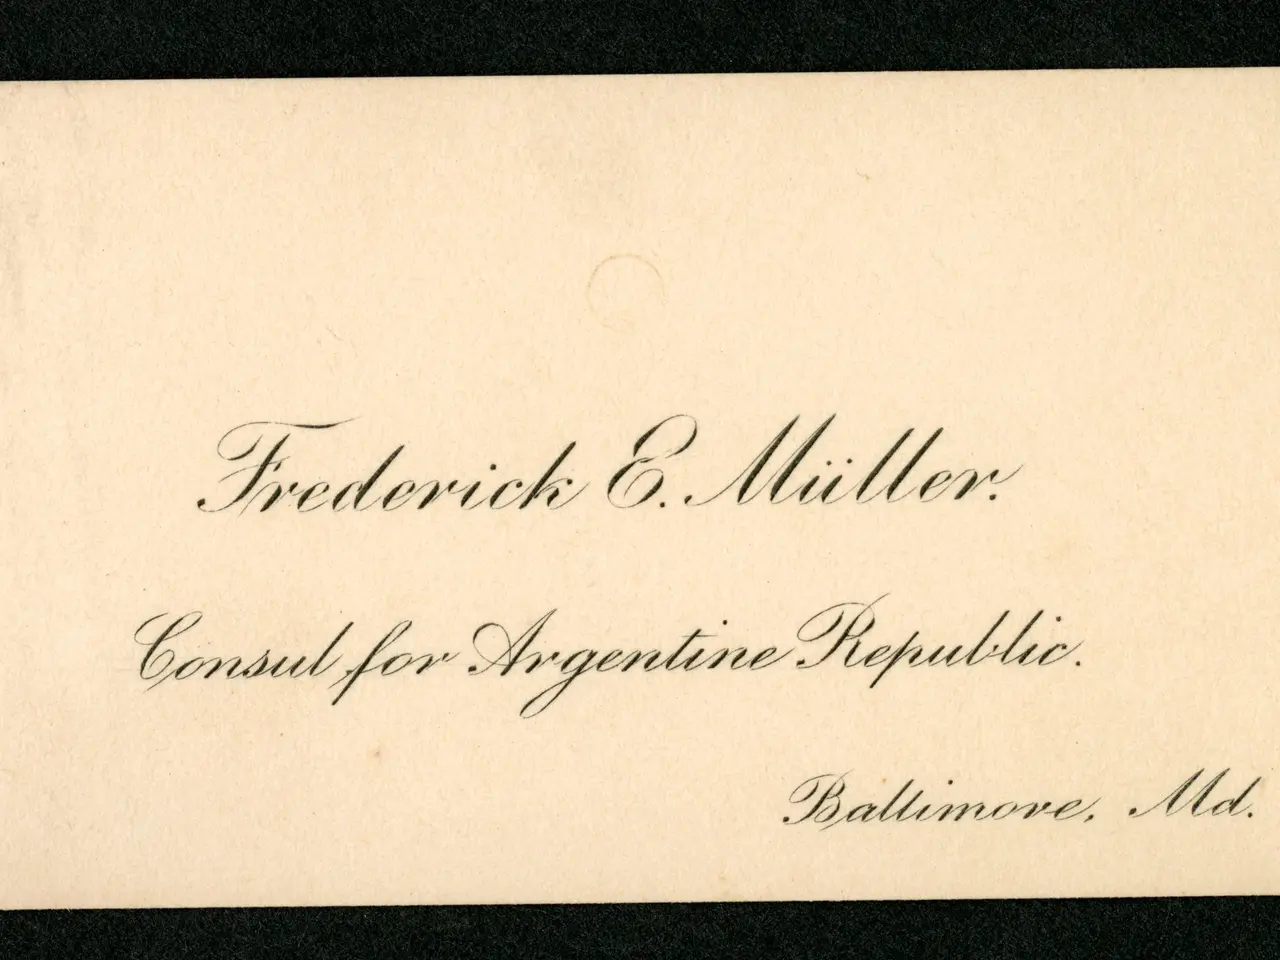 Frederick E. Müller.
Consul for Argentine Republic.
Baltimore, Md.